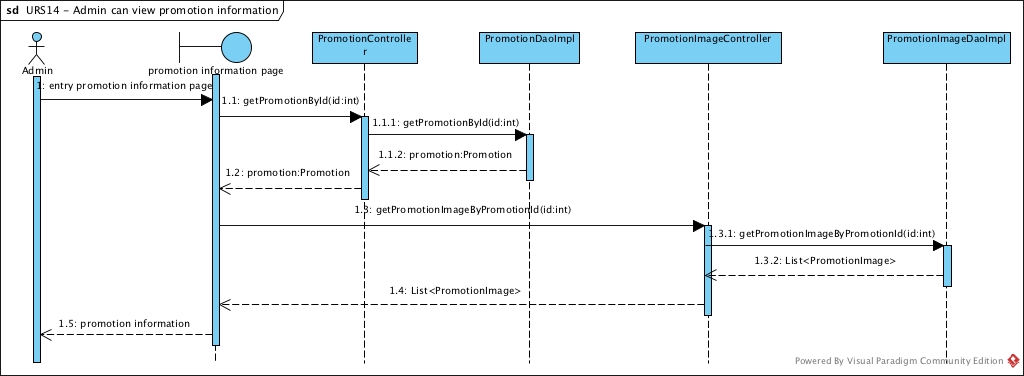 sd URS14 – Admin can view promotion information
Admin
promotion information page
PromotionControlle
r
PromotionDaoImpl
PromotionImageController
PromotionImageDaoImpl
1: entry promotion information page
1.1: getPromotionById(id:int)
1.1.1: getPromotionById(id:int)
1.1.2: promotion:Promotion
1.2: promotion:Promotion
1.3: getPromotionImageByPromotionId(id:int)
1.3.1: getPromotionImageByPromotionId(id:int)
1.3.2: List<PromotionImage>
1.4: List<PromotionImage>
1.5: promotion information
Powered By Visual Paradigm Community Edition